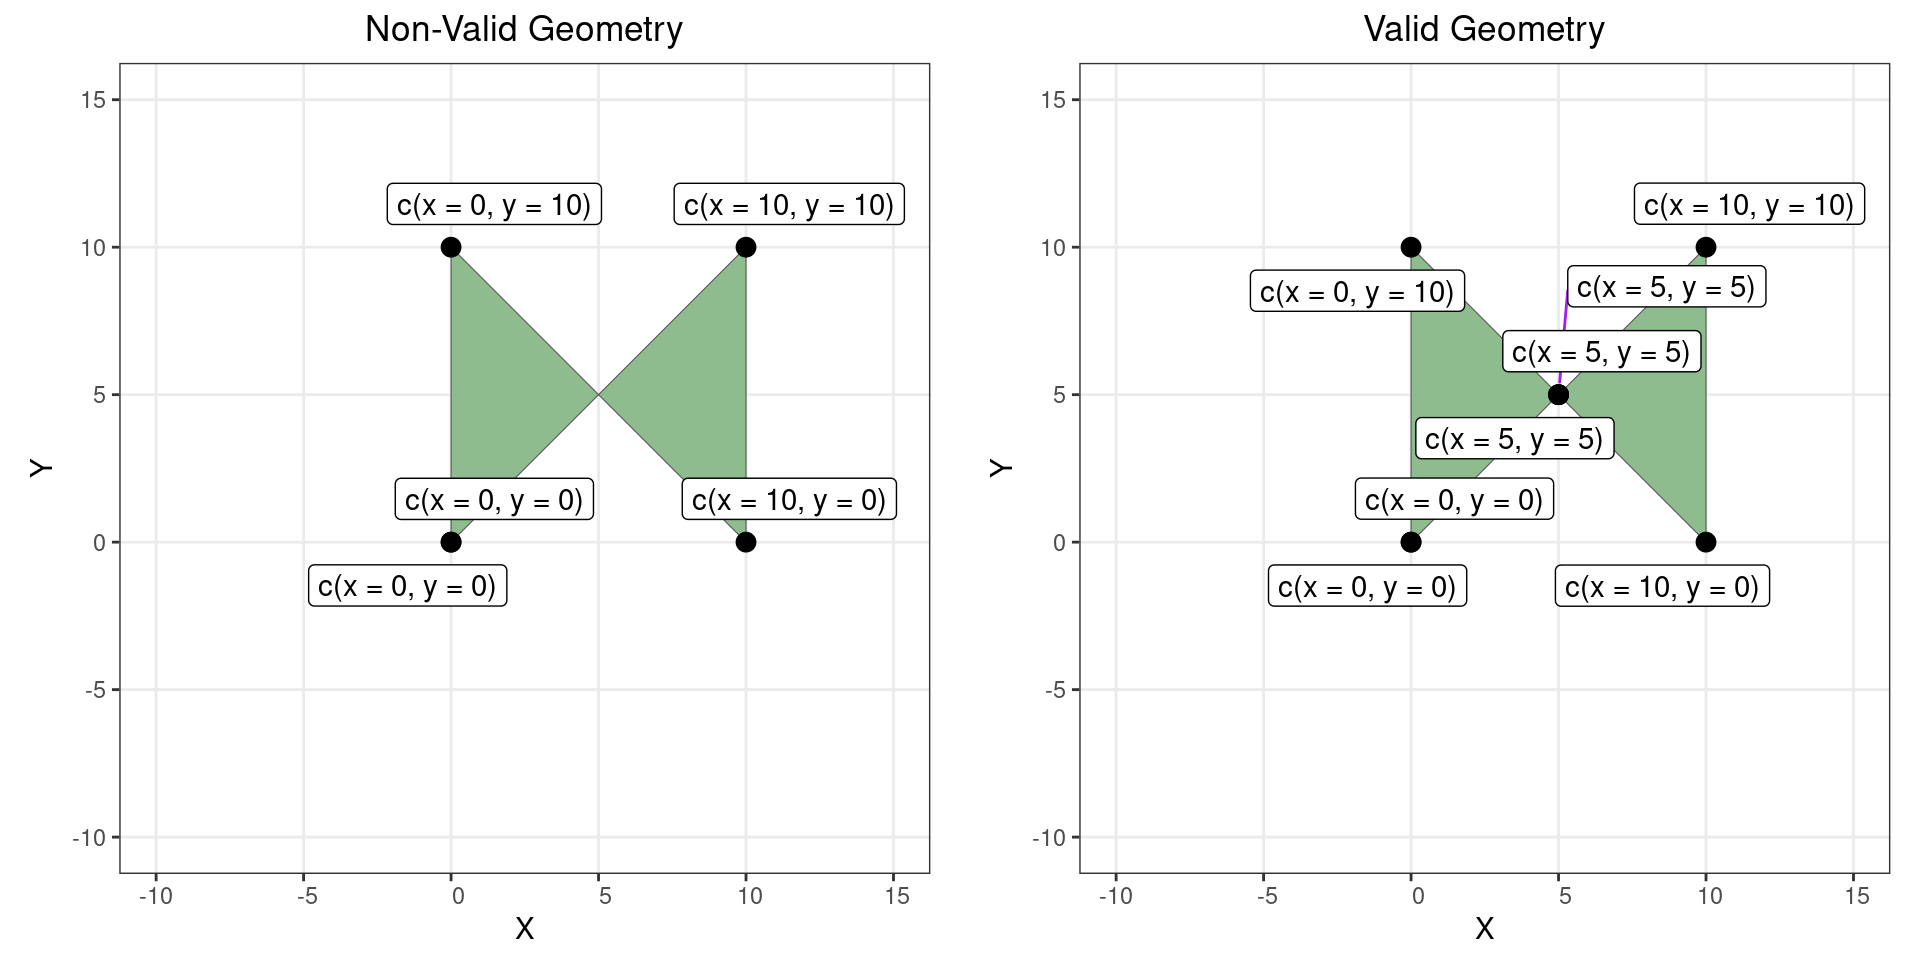 Non-Valid Geometry
15
10
5
0
-5
-10
Y
c(x = 0, y = 10)
c(x = 10, y = 10)
c(x = 0, y = 0)
c(x = 10, y = 0)
c(x = 0, y = 0)
-10
-5
0
5
10
15
X
Valid Geometry
15
10
5
0
-5
-10
Y
c(x = 10, y = 10)
c(x = 0, y = 10)
c(x = 5, y = 5)
c(x = 5, y = 5)
c(x = 5, y = 5)
c(x = 0, y = 0)
c(x = 0, y = 0)
c(x = 10, y = 0)
-10
-5
0
5
10
15
X